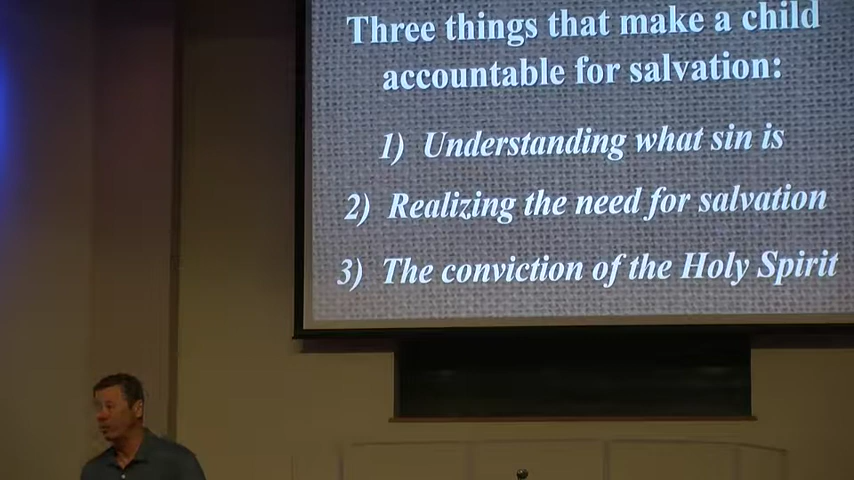 Three things that make a child
accountable for salvation:
1) Understanding what sin is
2) Realizing the need for salvation
3) The conviction of the Holy Spirit